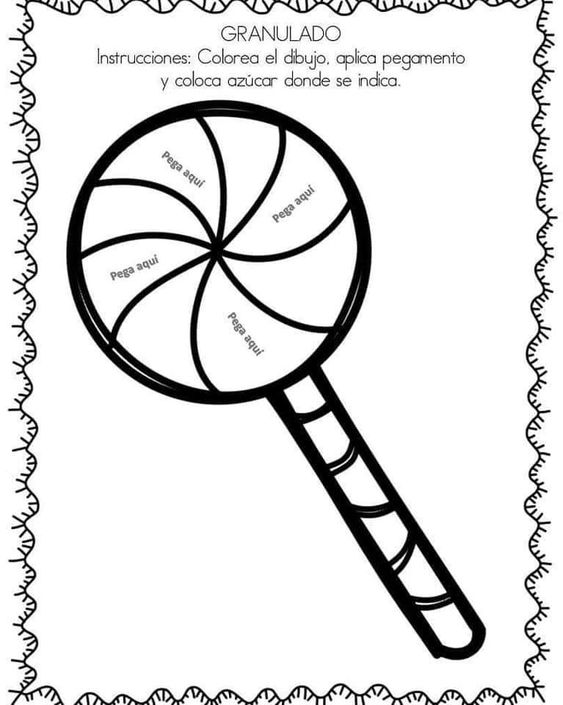 GRANULADO
Instrucciones: Colorea el dibujo, aplica pegamento
y coloca azúcar donde se indica.
Pega aquí
Pega aquí
Pega aquí
Pega aquí